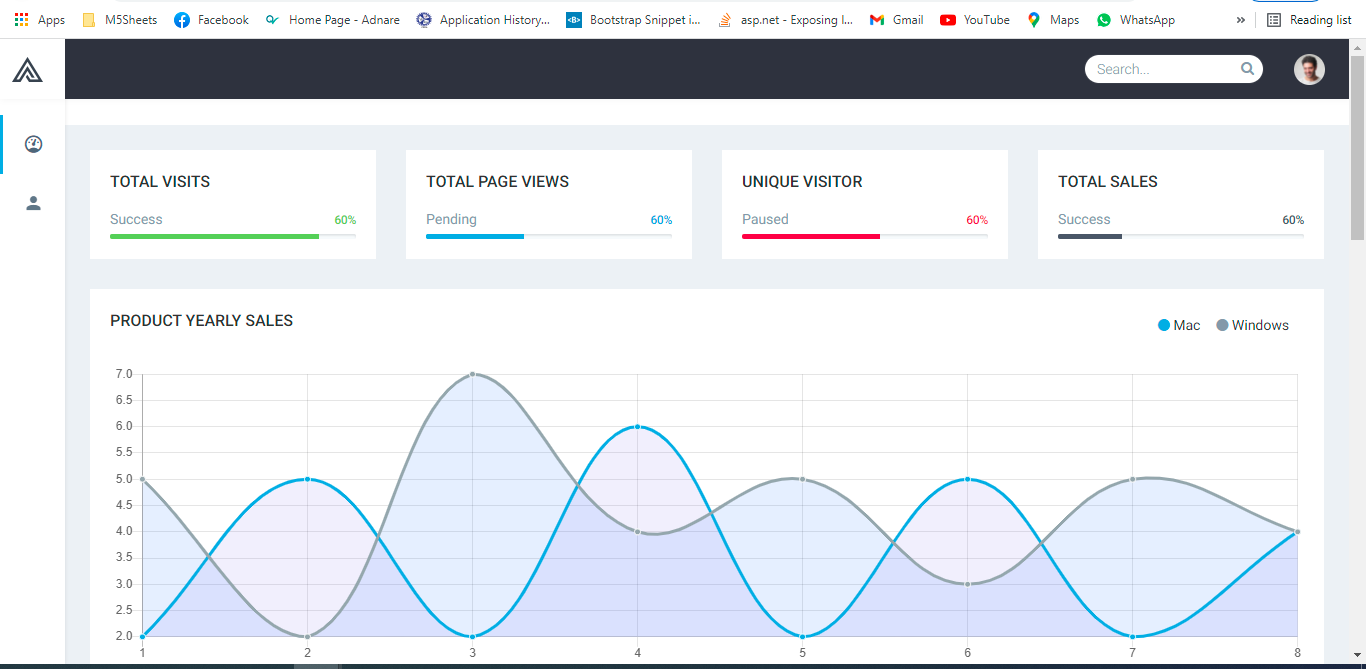 Apps M5Sheets Facebook Home Page - Adnare Application History... Bootstrap Snippet i... asp.net - Exposing I... Gmail YouTube Maps WhatsApp » Reading list
Search...
TOTAL VISITS TOTAL PAGE VIEWS UNIQUE VISITOR TOTAL SALES
Success 60% Pending 60% Paused 60% Success 60%
PRODUCT YEARLY SALES
Mac Windows
7.0
6.5
6.0
5.5
5.0
4.5
4.0
3.5
3.0
2.5
2.0
1 2 3 4 5 6 7 8